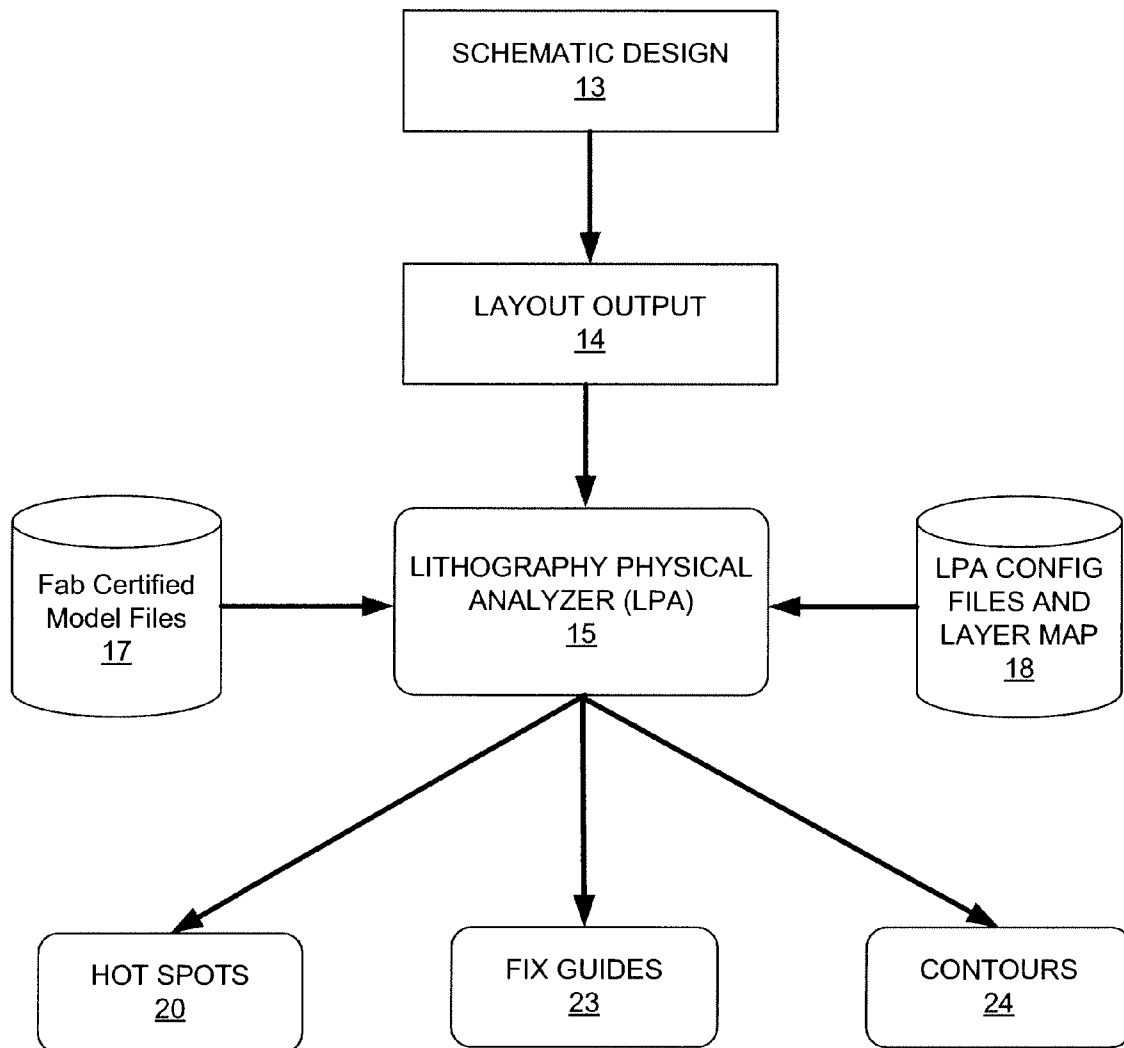 SCHEMATIC DESIGN
13
LAYOUT OUTPUT
14
Fab Certified
Model Files
17
LITHOGRAPHY PHYSICAL
ANALYZER (LPA)
15
LPA CONFIG
FILES AND
LAYER MAP
18
HOT SPOTS
20
FIX GUIDES
23
CONTOURS
24